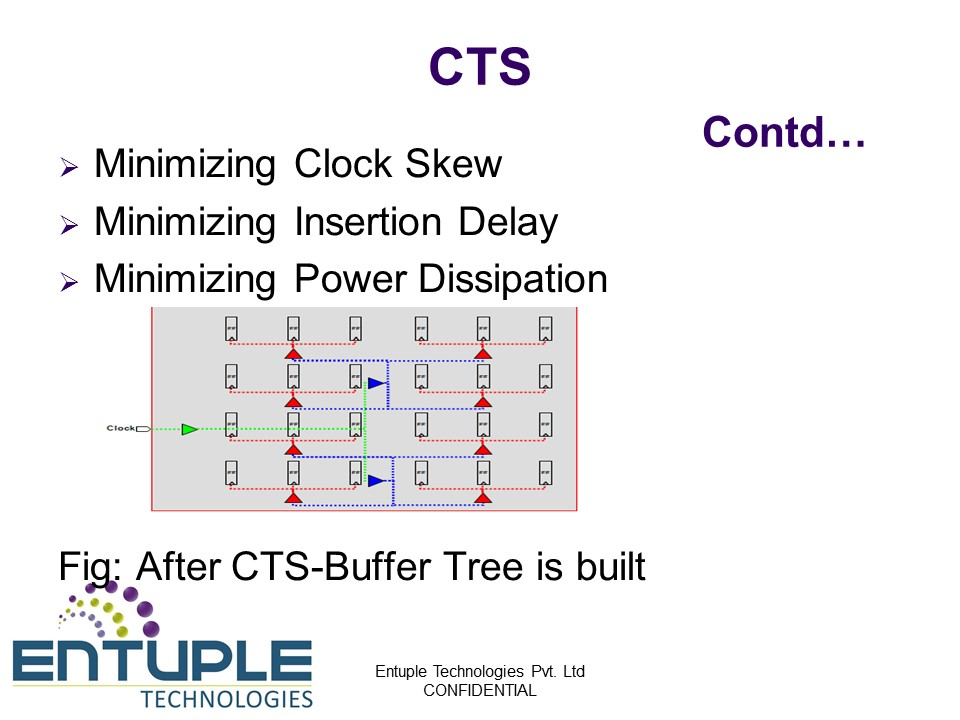 CTS
Contd…
Minimizing Clock Skew
Minimizing Insertion Delay
Minimizing Power Dissipation
Clock
Fig: After CTS-Buffer Tree is built
ENTUPLE
TECHNOLOGIES
Entuple Technologies Pvt. Ltd
CONFIDENTIAL